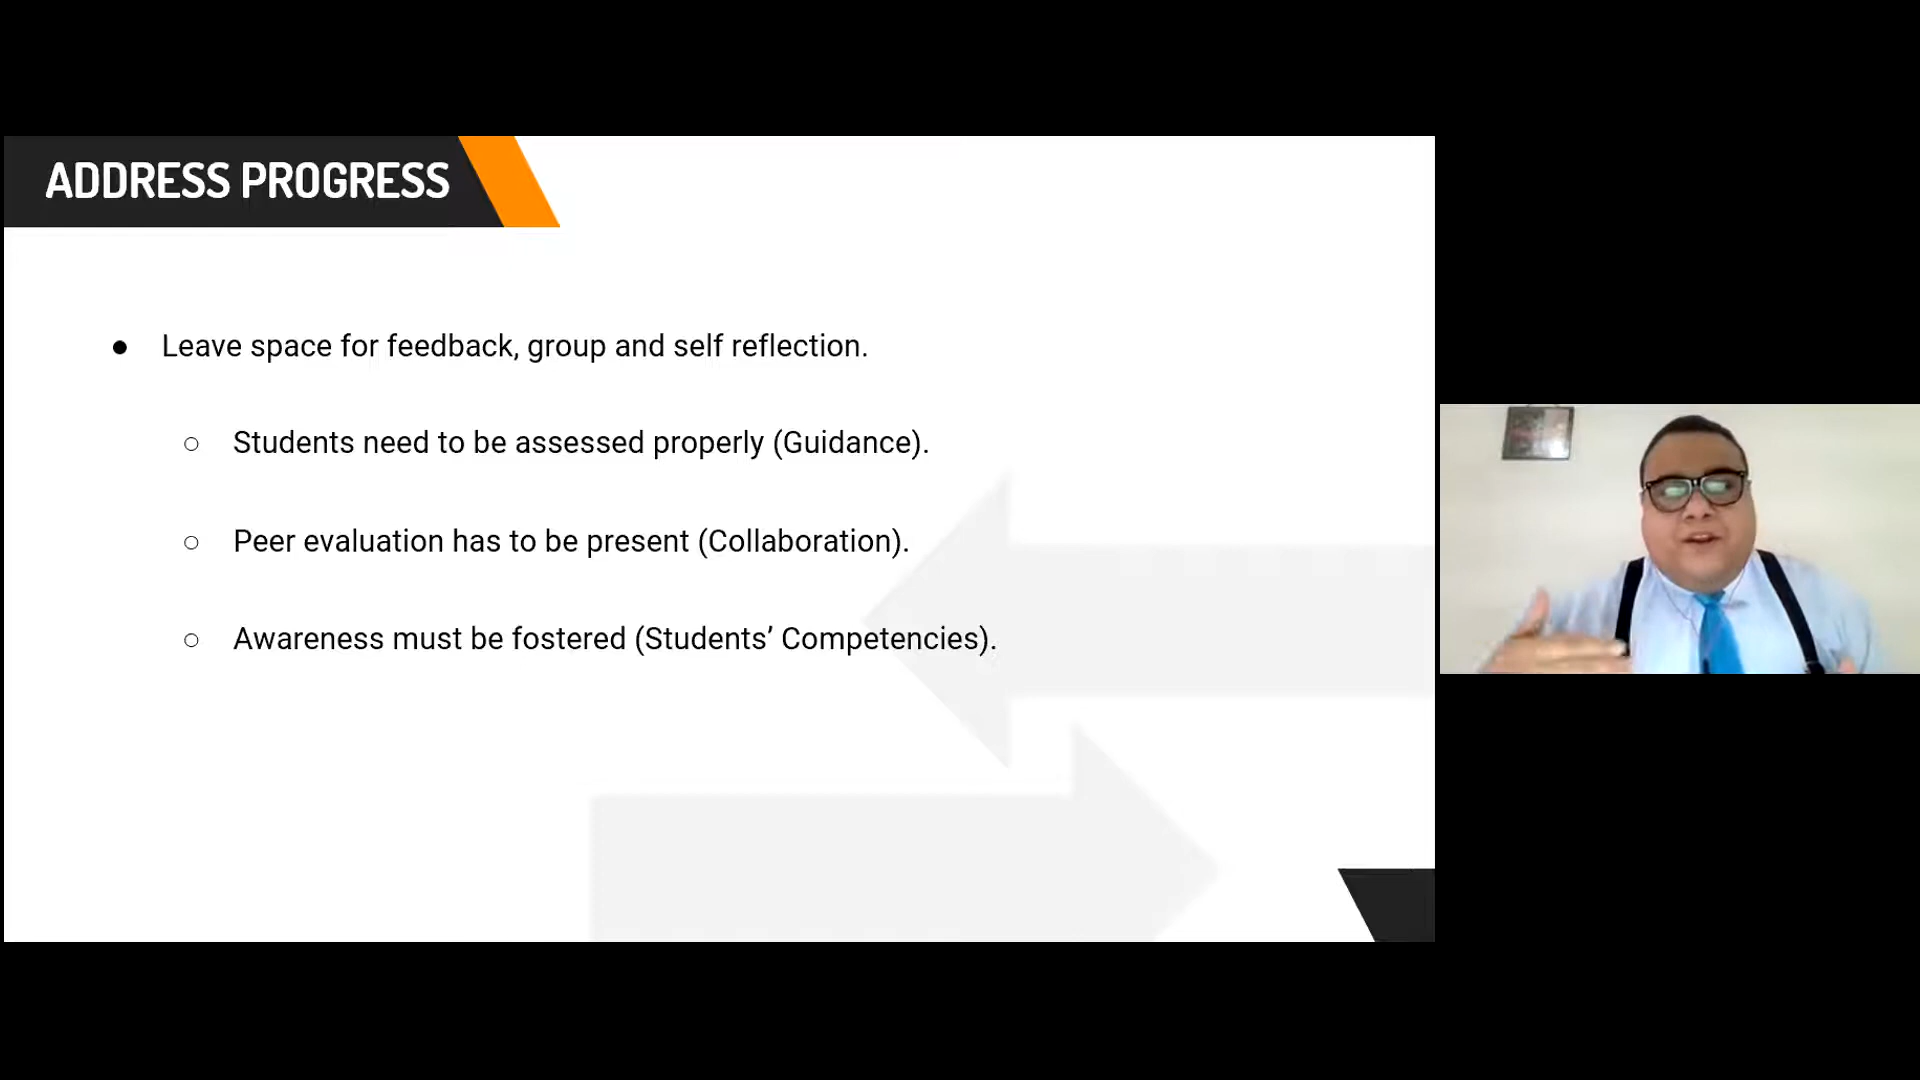 ADDRESS PROGRESS
● Leave space for feedback, group and self reflection.
○ Students need to be assessed properly (Guidance).
○ Peer evaluation has to be present (Collaboration).
○ Awareness must be fostered (Students’ Competencies).